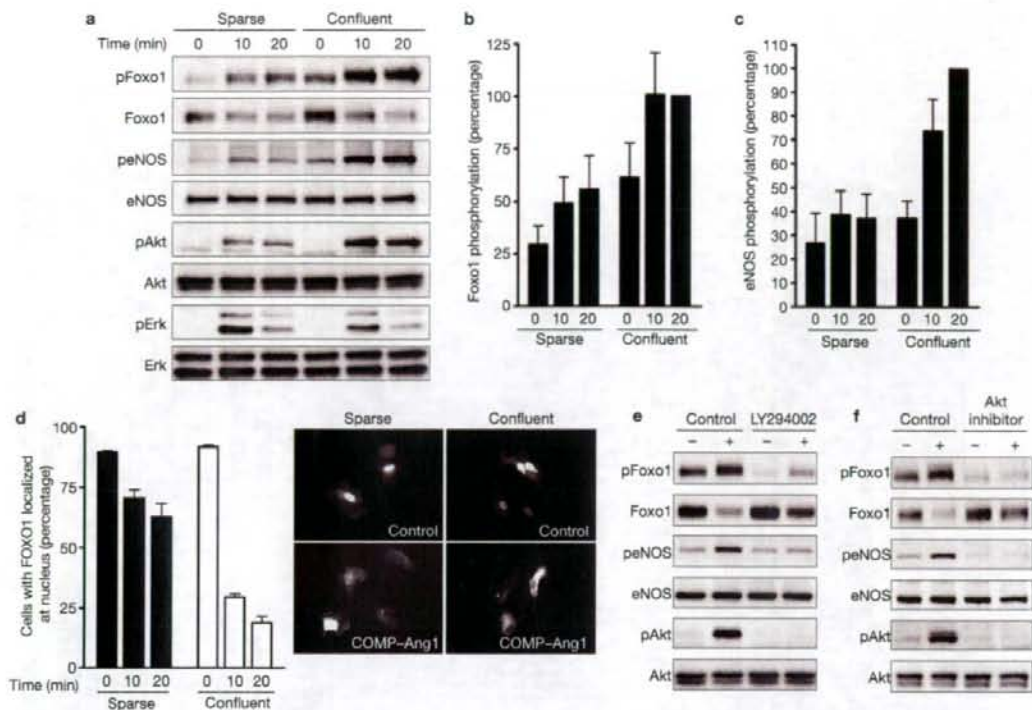 a
Sparse Confluent
Time (min) 0 10 20 0 10 20
pFoxo1
Foxo1
peNOS
eNOS
pAkt
Akt
pErk
Erk
b
Foxo1 phosphorylation (percentage)
125
100
75
50
25
0 10 20 0 10 20
Sparse Confluent
c
eNOS phosphorylation (percentage)
110
100
90
80
70
60
50
40
30
20
10
0
0 10 20 0 10 20
Sparse Confluent
d
Cells with FOXO1 localized
at nucleus (percentage)
100
75
50
25
0
Time (min) 0 10 20 0 10 20
Sparse Confluent
Sparse Confluent
Control Control
COMP–Ang1 COMP–Ang1
e
Control LY294002
– + – +
pFoxo1
Foxo1
peNOS
eNOS
pAkt
Akt
f
Akt
Control inhibitor
– + – +
pFoxo1
Foxo1
peNOS
eNOS
pAkt
Akt